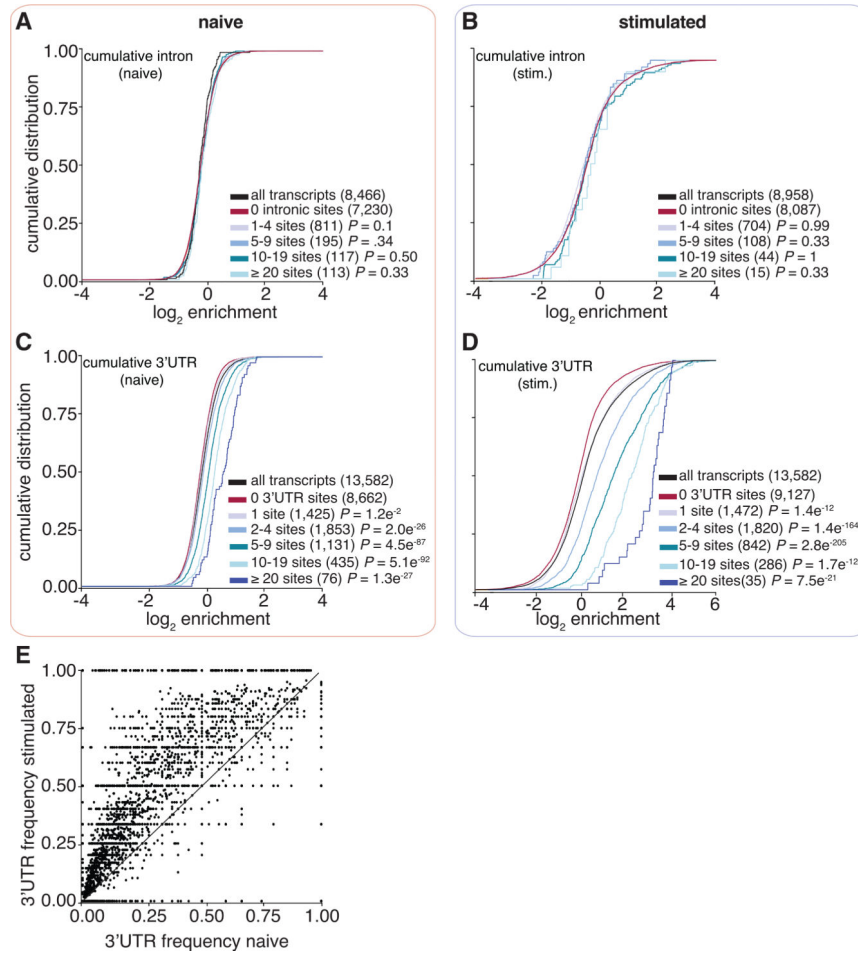 A
naive
cumulative intron
(naive)
cumulative distribution
1.00
0.75
0.50
0.25
0.00
all transcripts (8,466)
0 intronic sites (7,230)
1-4 sites (811) P = 0.1
5-9 sites (195) P = .34
10-19 sites (117) P = 0.50
≥ 20 sites (113) P = 0.33
-4 -2 0 2 4
log2 enrichment
B
stimulated
cumulative intron
(stim.)
all transcripts (8,958)
0 intronic sites (8,087)
1-4 sites (704) P = 0.99
5-9 sites (108) P = 0.33
10-19 sites (44) P = 1
≥ 20 sites (15) P = 0.33
-4 -2 0 2 4
log2 enrichment
C
cumulative 3'UTR
(naive)
cumulative distribution
1.00
0.75
0.50
0.25
0.00
all transcripts (13,582)
0 3'UTR sites (8,662)
1 site (1,425) P = 1.2e-2
2-4 sites (1,853) P = 2.0e-26
5-9 sites (1,131) P = 4.5e-87
10-19 sites (435) P = 5.1e-92
≥ 20 sites (76) P = 1.3e-27
-4 -2 0 2 4
log2 enrichment
D
cumulative 3'UTR
(stim.)
all transcripts (13,582)
0 3'UTR sites (9,127)
1 site (1,472) P = 1.4e-12
2-4 sites (1,820) P = 1.4e-164
5-9 sites (842) P = 2.8e-205
10-19 sites (286) P = 1.7e-12
≥ 20 sites(35) P = 7.5e-21
-4 -2 0 2 4 6
log2 enrichment
E
3'UTR frequency stimulated
1.00
0.75
0.50
0.25
0.00
0.00 0.25 0.50 0.75 1.00
3'UTR frequency naive